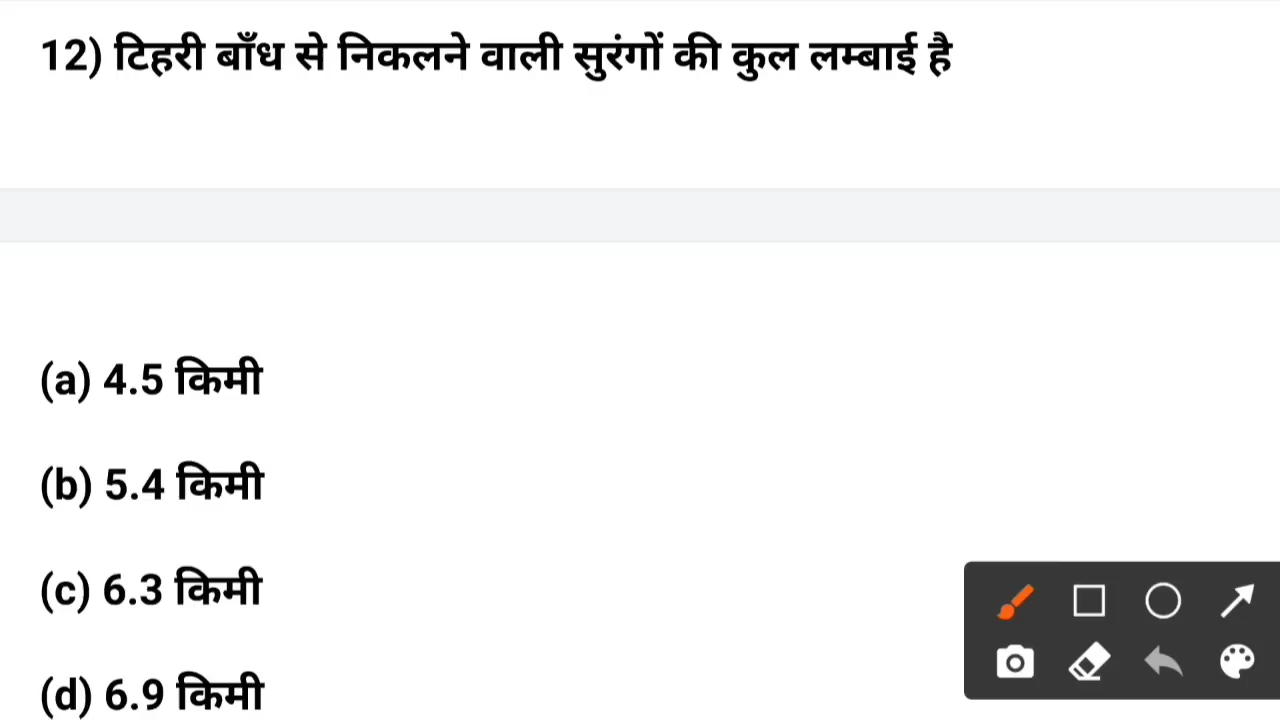 12) टिहरी बाँध से निकलने वाली सुरंगों की कुल लम्बाई है
(a) 4.5 किमी
(b) 5.4 किमी
(c) 6.3 किमी
(d) 6.9 किमी